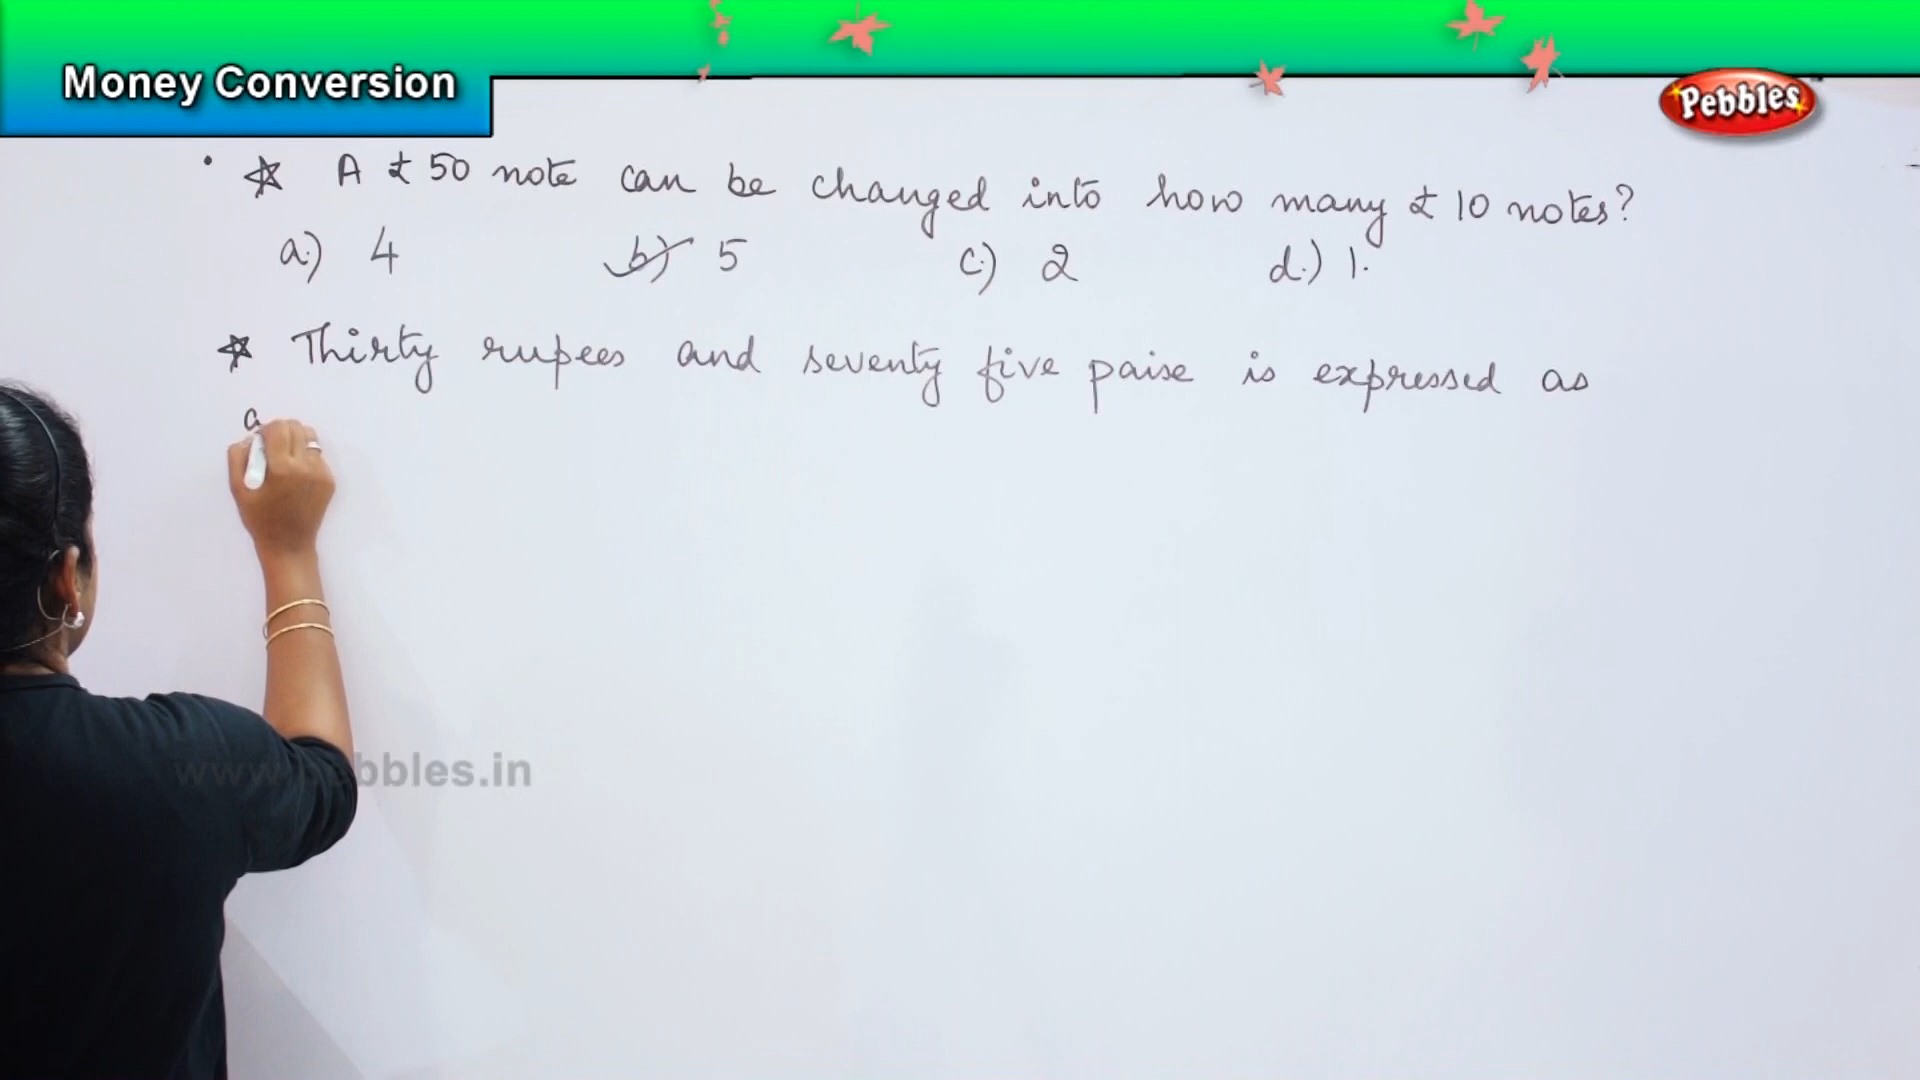 Money Conversion
Pebbles
☆ A ₹ 50 note can be changed into how many ₹ 10 notes?
a.) 4 b.) 5 c.) 2 d.) 1.
☆ Thirty rupees and seventy five paise is expressed as
a
www.pebbles.in